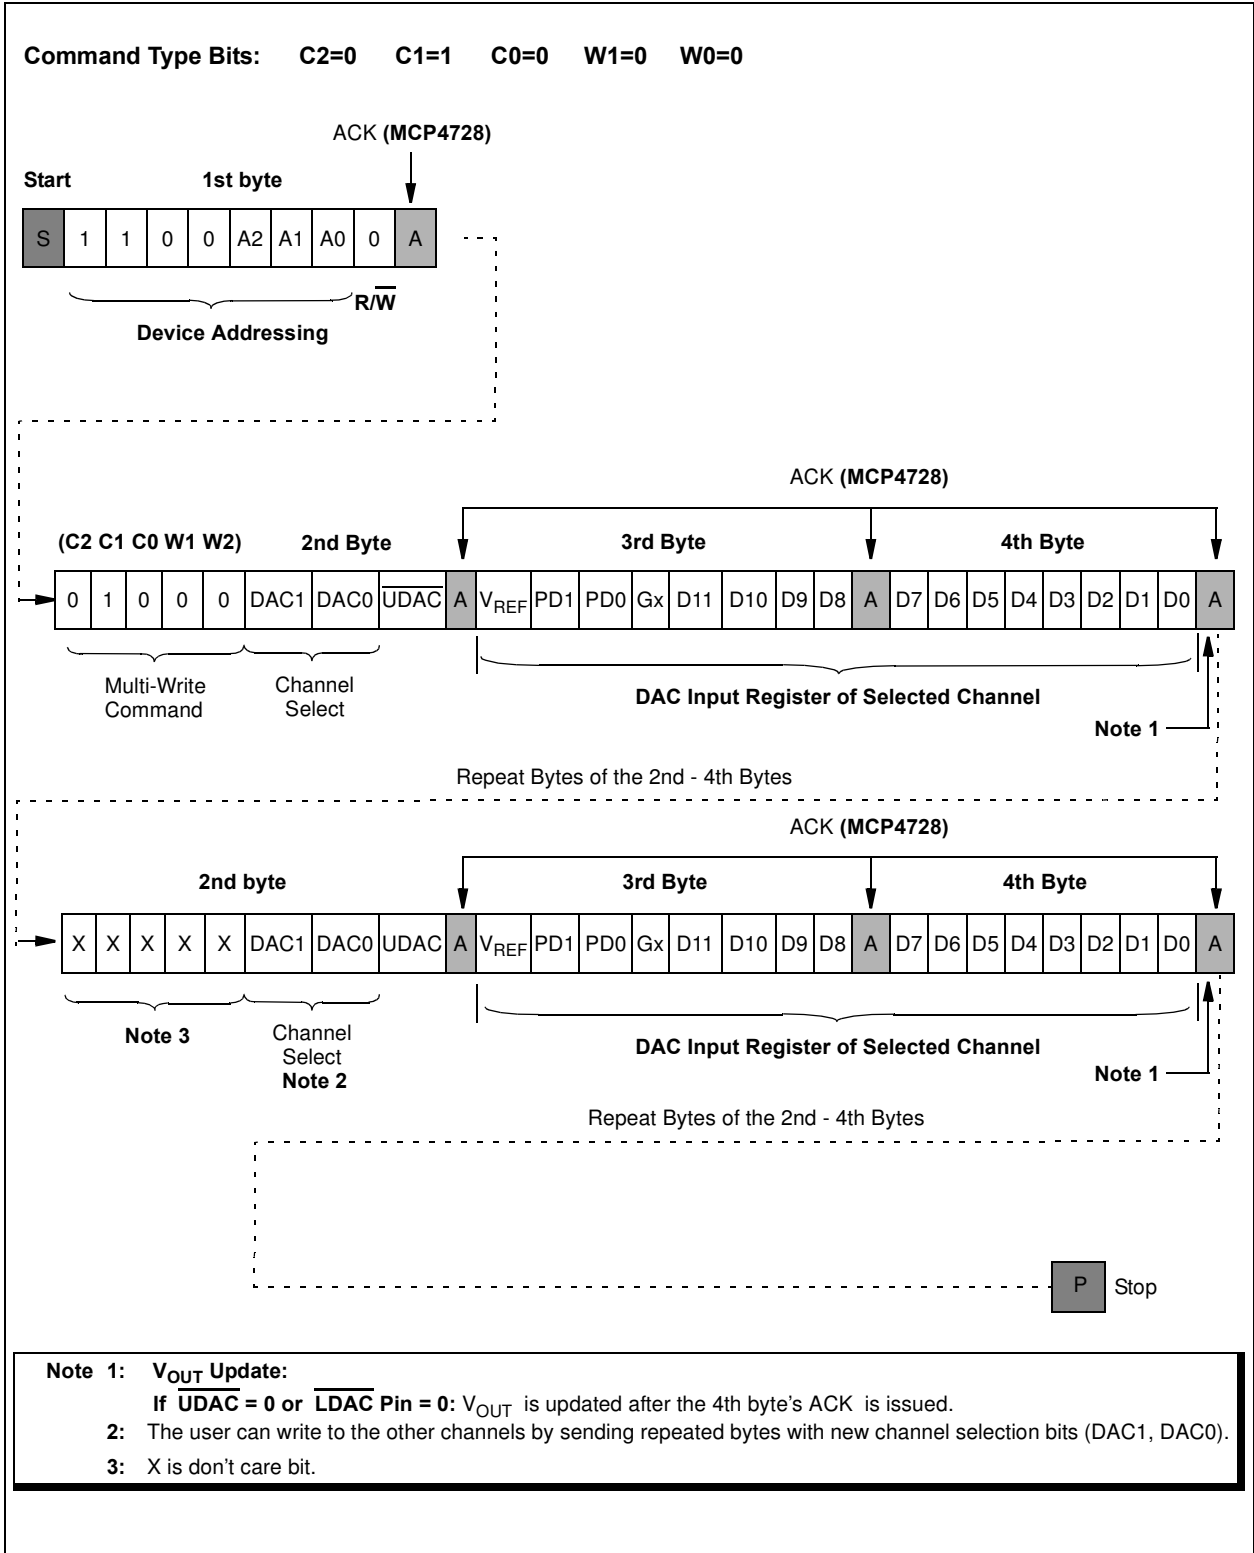 Command Type Bits: C2=0 C1=1 C0=0 W1=0 W0=0
ACK (MCP4728)
Start 1st byte
S 1 1 0 0 A2 A1 A0 0 A
R/W̅
Device Addressing
ACK (MCP4728)
(C2 C1 C0 W1 W2) 2nd Byte 3rd Byte 4th Byte
0 1 0 0 0 DAC1 DAC0 U̅D̅A̅C̅ A VREF PD1 PD0 Gx D11 D10 D9 D8 A D7 D6 D5 D4 D3 D2 D1 D0 A
Multi-Write Command
Channel Select
DAC Input Register of Selected Channel
Note 1
Repeat Bytes of the 2nd - 4th Bytes
ACK (MCP4728)
2nd byte 3rd Byte 4th Byte
X X X X X DAC1 DAC0 UDAC A VREF PD1 PD0 Gx D11 D10 D9 D8 A D7 D6 D5 D4 D3 D2 D1 D0 A
Note 3
Channel
Select
Note 2
DAC Input Register of Selected Channel
Note 1
Repeat Bytes of the 2nd - 4th Bytes
P Stop
Note 1: VOUT Update:
If U̅D̅A̅C̅ = 0 or L̅D̅A̅C̅ Pin = 0: VOUT is updated after the 4th byte's ACK is issued.
2: The user can write to the other channels by sending repeated bytes with new channel selection bits (DAC1, DAC0).
3: X is don't care bit.